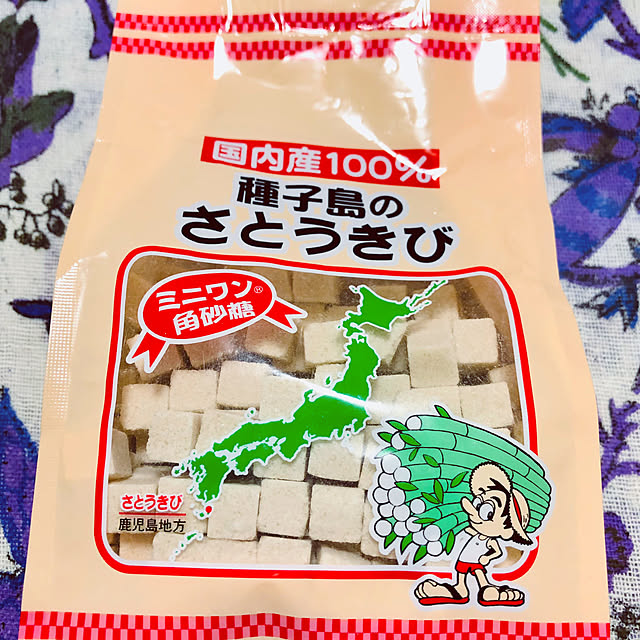 国内産100%
種子島の
さとうきび
ミニワン®
角砂糖
さとうきび
鹿児島地方